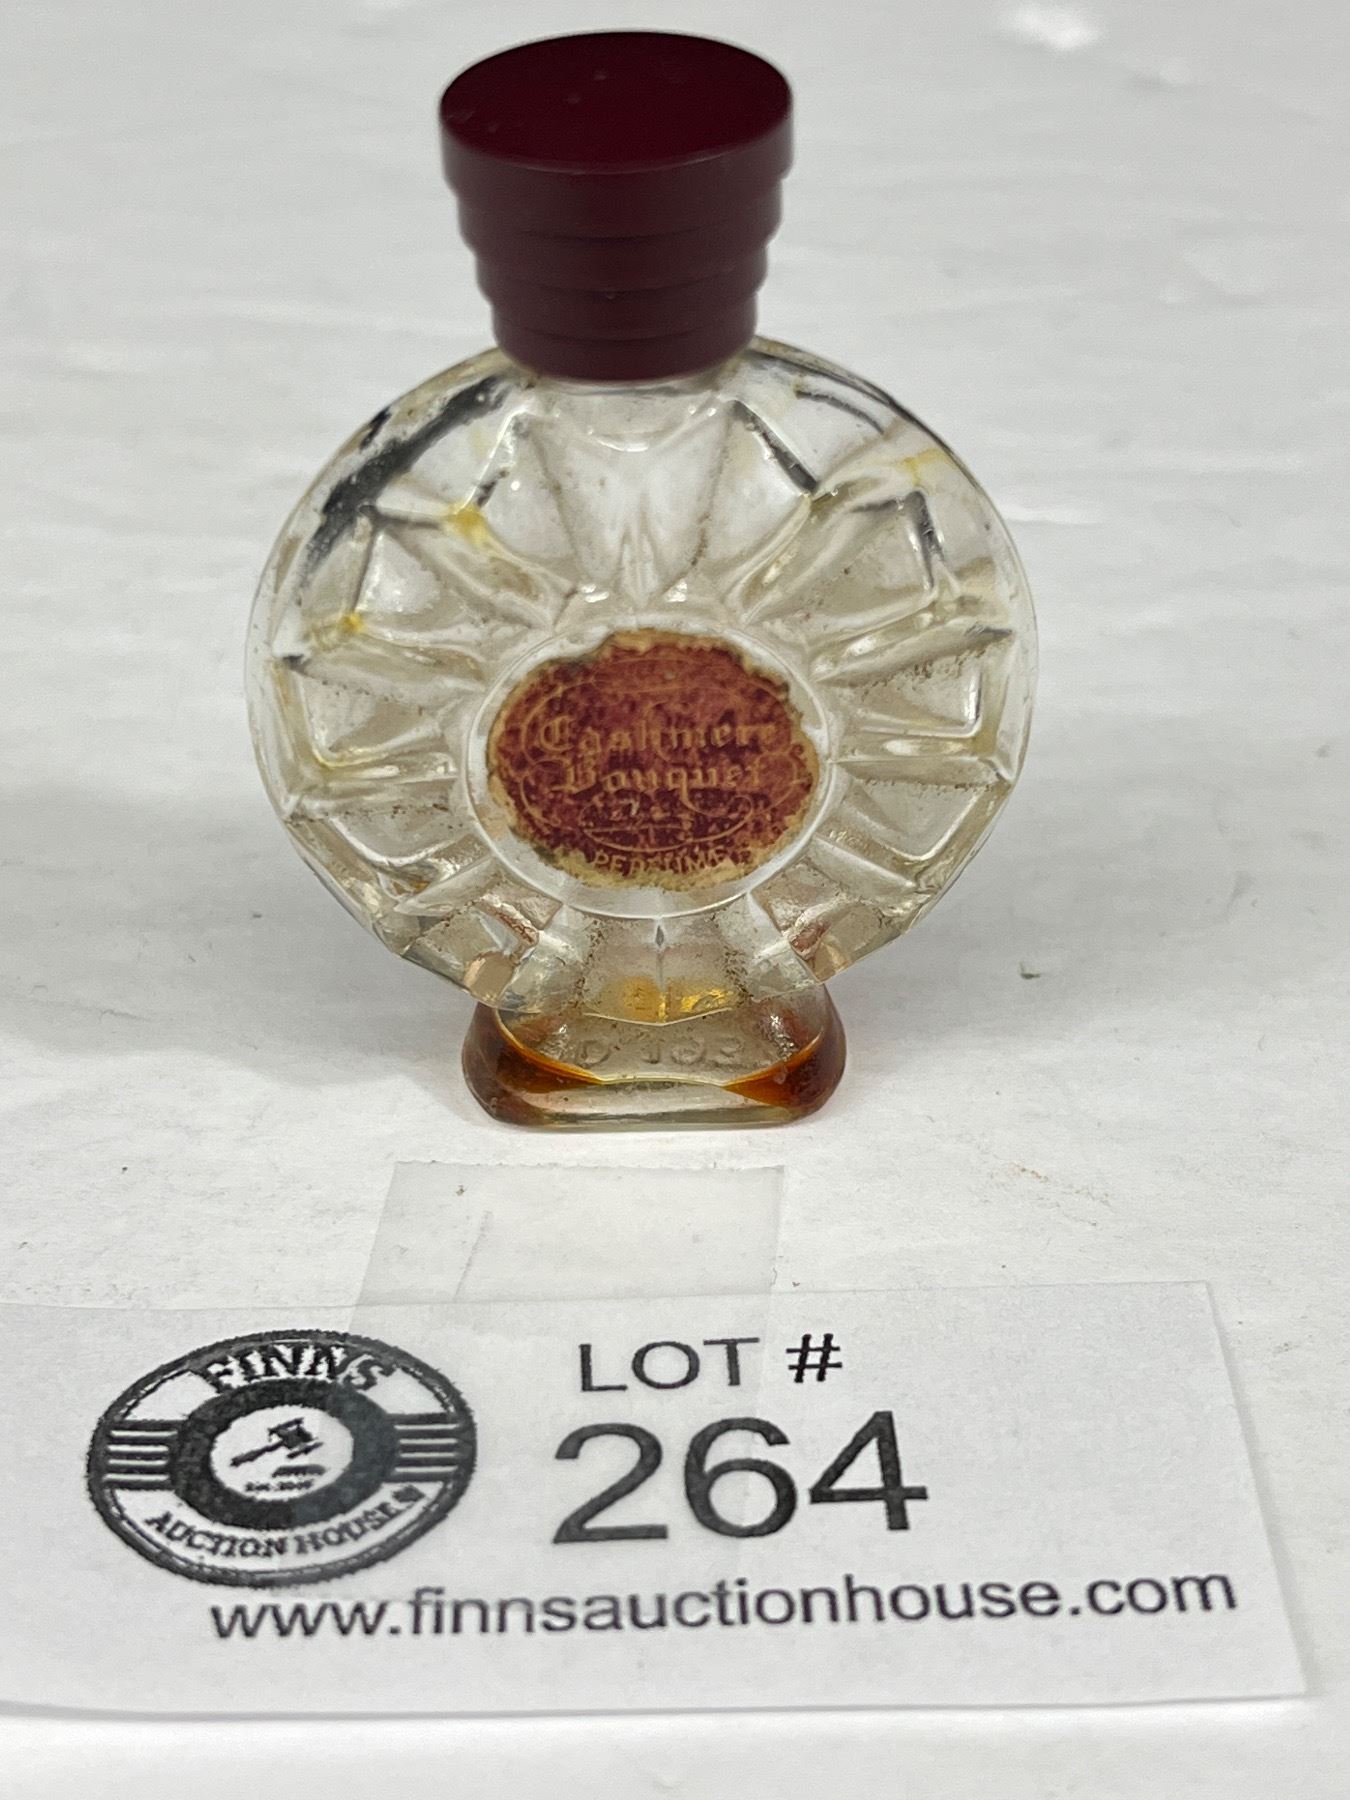 Cashmere
Bouquet
PERFUME
FINNS
AUCTION HOUSE
LOT #
264
www.finnsauctionhouse.com